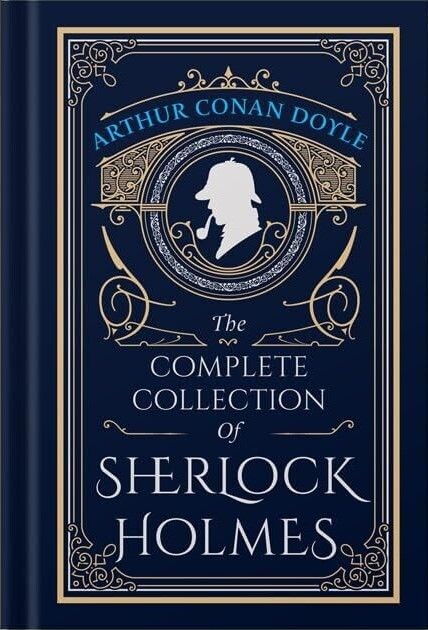 ARTHUR CONAN DOYLE
The
COMPLETE
COLLECTION
Of
SHERLOCK
HOLMES